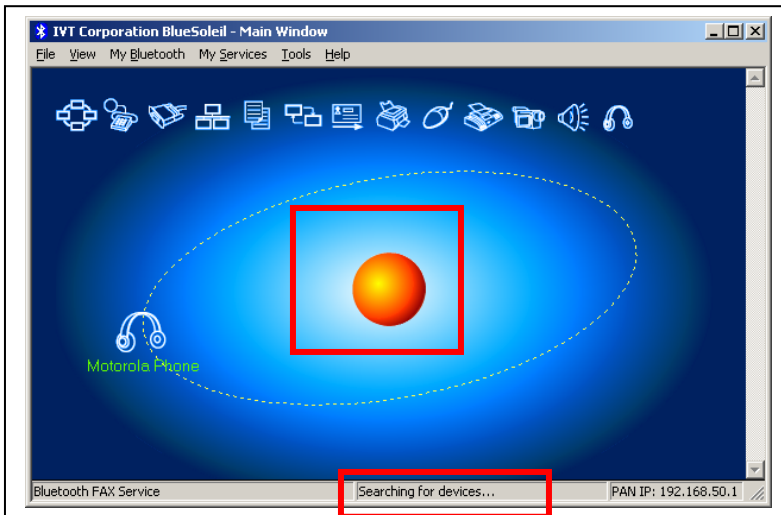 IVT Corporation BlueSoleil - Main Window
File View My Bluetooth My Services Tools Help
Motorola Phone
Bluetooth FAX Service Searching for devices... PAN IP: 192.168.50.1